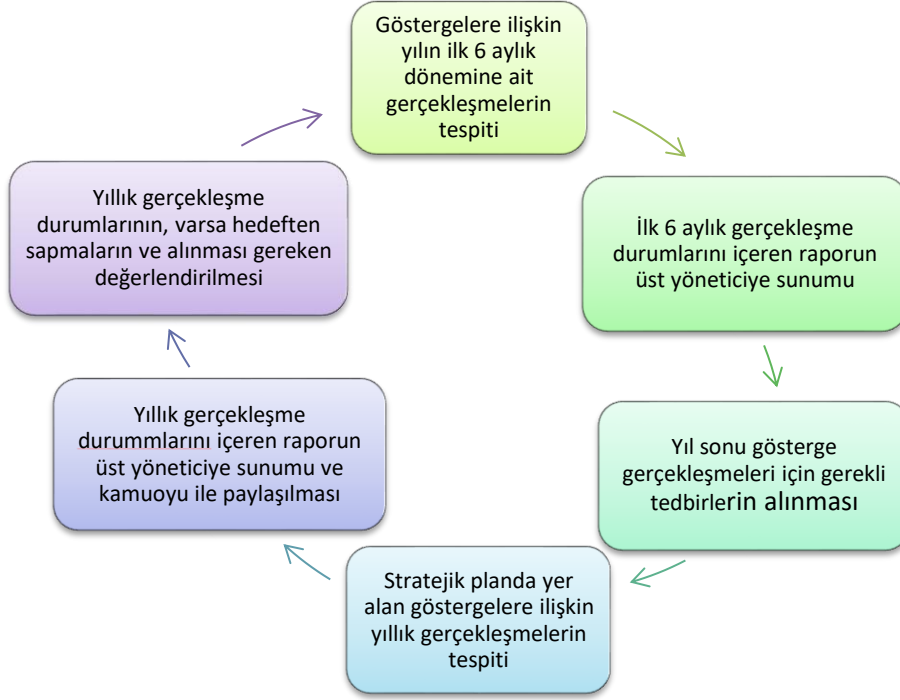 Göstergelere ilişkin
yılın ilk 6 aylık
dönemine ait
gerçekleşmelerin
tespiti
İlk 6 aylık gerçekleşme
durumlarını içeren raporun
üst yöneticiye sunumu
Yıl sonu gösterge
gerçekleşmeleri için gerekli
tedbirlerin alınması
Stratejik planda yer
alan göstergelere ilişkin
yıllık gerçekleşmelerin
tespiti
Yıllık gerçekleşme
durummlarını içeren raporun
üst yöneticiye sunumu ve
kamuoyu ile paylaşılması
Yıllık gerçekleşme
durumlarının, varsa hedeften
sapmaların ve alınması gereken
değerlendirilmesi